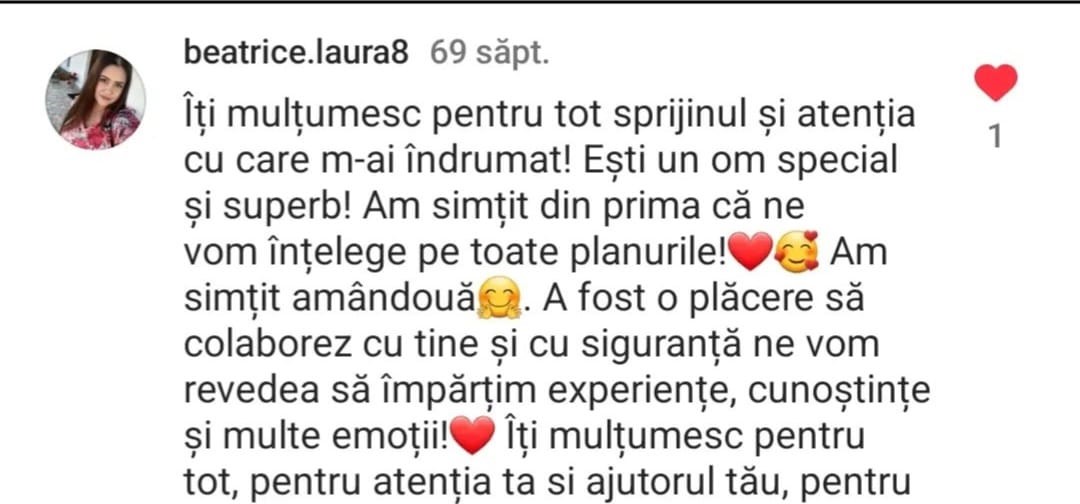 beatrice.laura8 69 săpt.
Îți mulțumesc pentru tot sprijinul și atenția
1
cu care m-ai îndrumat! Ești un om special
și superb! Am simțit din prima că ne
vom înțelege pe toate planurile!❤️🥰 Am
simțit amândouă🤗. A fost o plăcere să
colaborez cu tine și cu siguranță ne vom
revedea să împărțim experiențe, cunoștințe
și multe emoții!❤️ Îți mulțumesc pentru
tot, pentru atenția ta si ajutorul tău, pentru